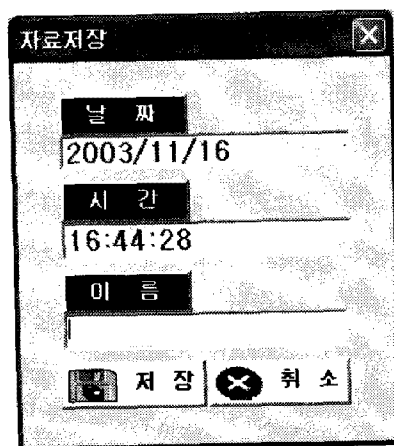 자료저장
날 짜
2003/11/16
시 간
16:44:28
이 름
저 장 취 소